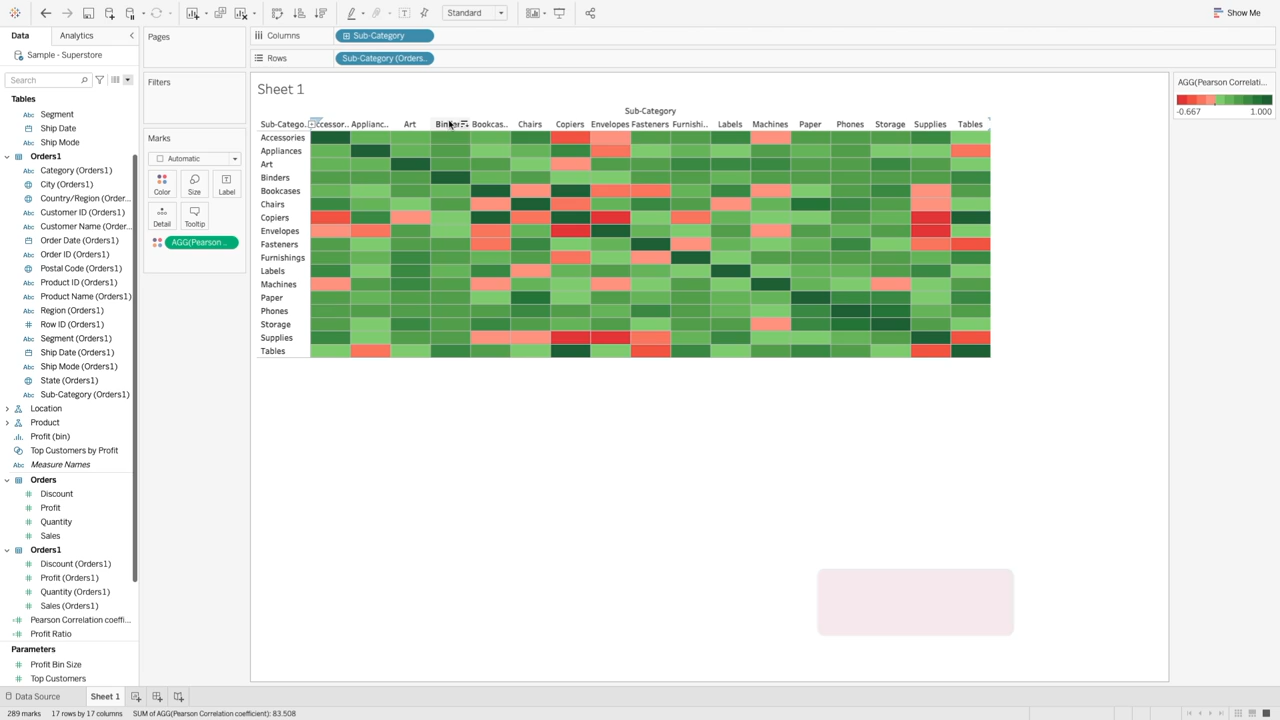 Standard
Show Me
Data
Analytics
Sample - Superstore
Search
Tables
Segment
Ship Date
Ship Mode
Orders1
Category (Orders1)
City (Orders1)
Country/Region (Order...
Customer ID (Orders1)
Customer Name (Order...
Order Date (Orders1)
Order ID (Orders1)
Postal Code (Orders1)
Product ID (Orders1)
Product Name (Orders1)
Region (Orders1)
Row ID (Orders1)
Segment (Orders1)
Ship Date (Orders1)
Ship Mode (Orders1)
State (Orders1)
Sub-Category (Orders1)
Location
Product
Profit (bin)
Top Customers by Profit
Measure Names
Orders
Discount
Profit
Quantity
Sales
Orders1
Discount (Orders1)
Profit (Orders1)
Quantity (Orders1)
Sales (Orders1)
Pearson Correlation coeffi...
Profit Ratio
Parameters
Profit Bin Size
Top Customers
Pages
Filters
Marks
Automatic
Color Size Label
Detail Tooltip
AGG(Pearson ..
Columns
Sub-Category
Rows
Sub-Category (Orders..
Sheet 1
Sub-Category
Sub-Catego.. Applianc.. Art Bookcas.. Chairs Copiers Envelopes Fasteners Furnishi.. Labels Machines Paper Phones Storage Supplies Tables
Accessories
Appliances
Art
Binders
Bookcases
Chairs
Copiers
Envelopes
Fasteners
Furnishings
Labels
Machines
Paper
Phones
Storage
Supplies
Tables
AGG(Pearson Correlati...
-0.667 1.000
Data Source
Sheet 1
289 marks 17 rows by 17 columns SUM of AGG(Pearson Correlation coefficient): 83.508